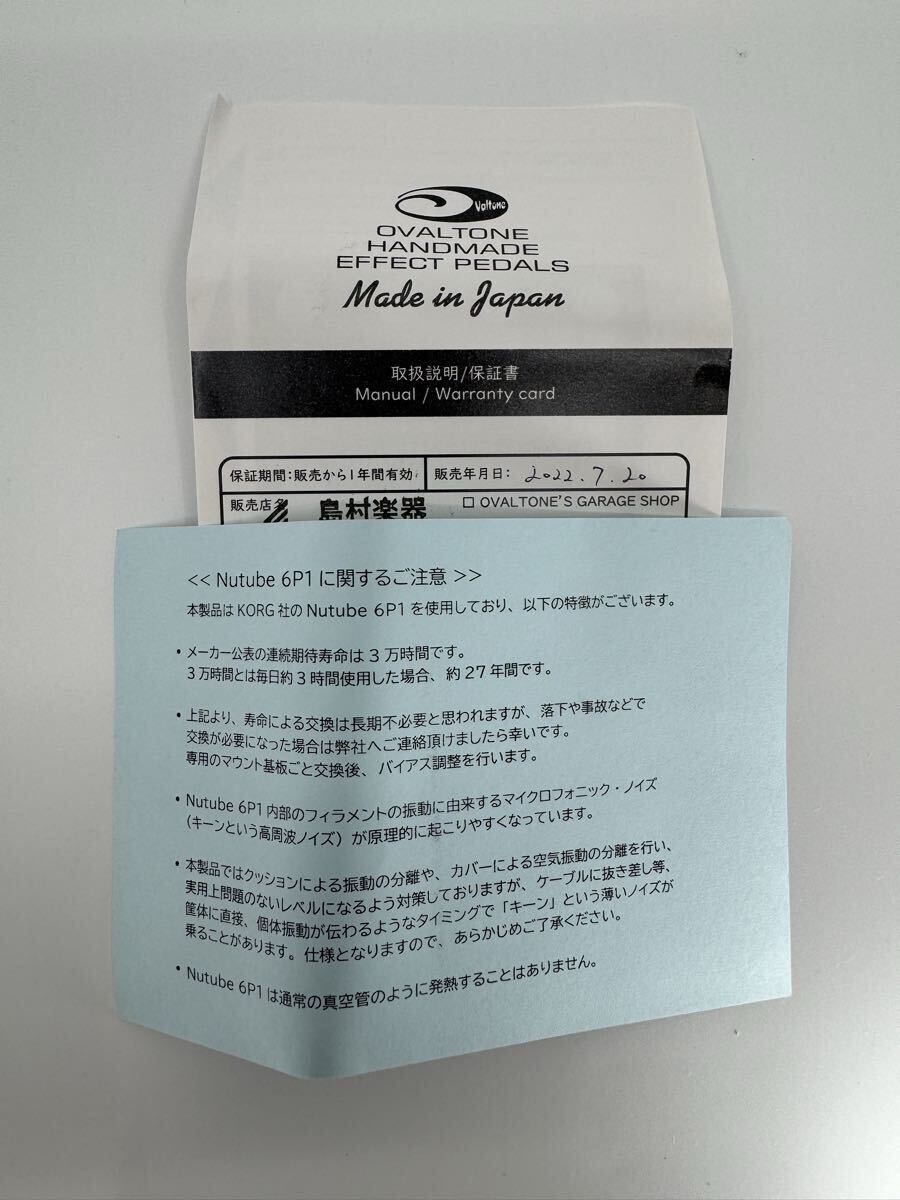 Ovaltone
OVALTONE
HANDMADE
EFFECT PEDALS
Made in Japan
取扱説明/保証書
Manual / Warranty card
保証期間:販売から1年間有効 販売年月日: 2022.7.20
販売店名 島村楽器 □ OVALTONE'S GARAGE SHOP
<< Nutube 6P1 に関するご注意 >>
本製品は KORG 社の Nutube 6P1 を使用しており、以下の特徴がございます。
・メーカー公表の連続期待寿命は 3 万時間です。
3 万時間とは毎日約 3 時間使用した場合、約 27 年間です。
・上記より、寿命による交換は長期不必要と思われますが、落下や事故などで
交換が必要になった場合は弊社へご連絡頂けましたら幸いです。
専用のマウント基板ごと交換後、バイアス調整を行います。
・Nutube 6P1 内部のフィラメントの振動に由来するマイクロフォニック・ノイズ
(キーンという高周波ノイズ) が原理的に起こりやすくなっています。
・本製品ではクッションによる振動の分離や、カバーによる空気振動の分離を行い、
実用上問題のないレベルになるよう対策しておりますが、ケーブルに抜き差し等、
筐体に直接、個体振動が伝わるようなタイミングで「キーン」という薄いノイズが
乗ることがあります。仕様となりますので、あらかじめご了承ください。
・Nutube 6P1 は通常の真空管のように発熱することはありません。